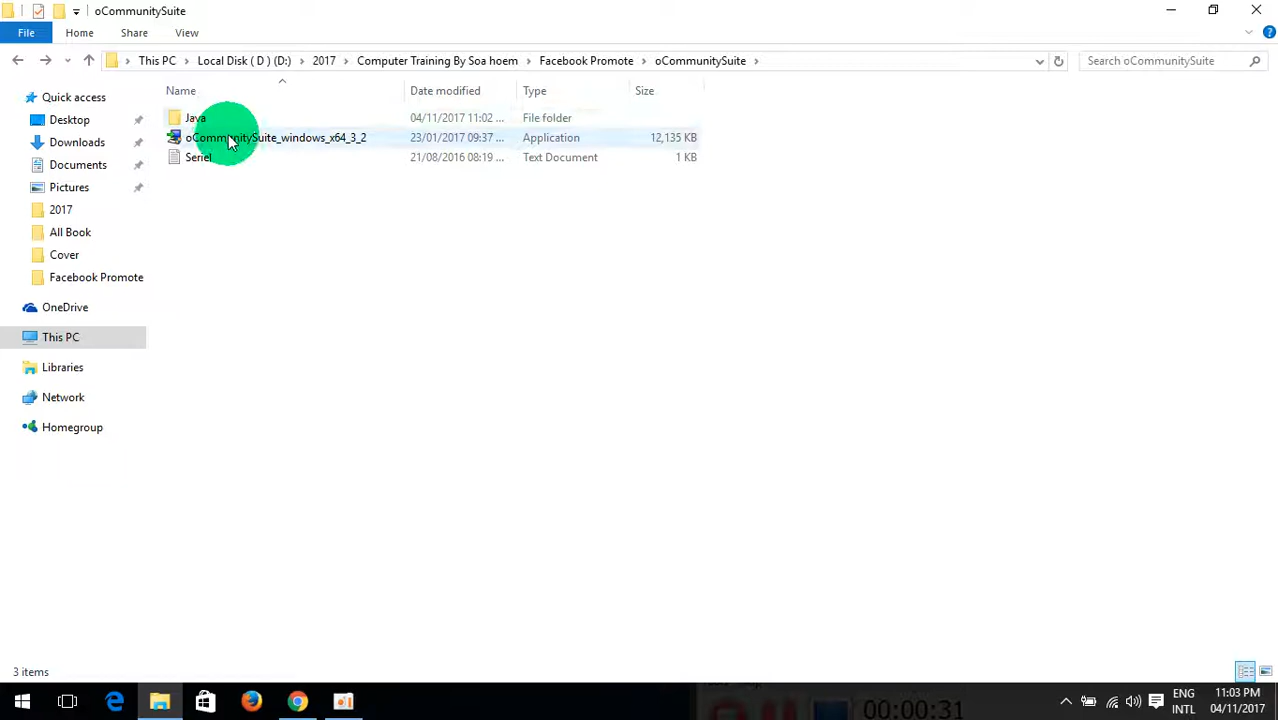 oCommunitySuite
File Home Share View
This PC Local Disk ( D ) (D:) 2017 Computer Training By Soa hoem Facebook Promote oCommunitySuite
Search oCommunitySuite
Name Date modified Type Size
Java 04/11/2017 11:02 ... File folder
oCommunitySuite_windows_x64_3_2 23/01/2017 09:37 ... Application 12,135 KB
Seriel 21/08/2016 08:19 ... Text Document 1 KB
Quick access
Desktop
Downloads
Documents
Pictures
2017
All Book
Cover
Facebook Promote
OneDrive
This PC
Libraries
Network
Homegroup
3 items
00:00:31
ENG
INTL
11:03 PM
04/11/2017